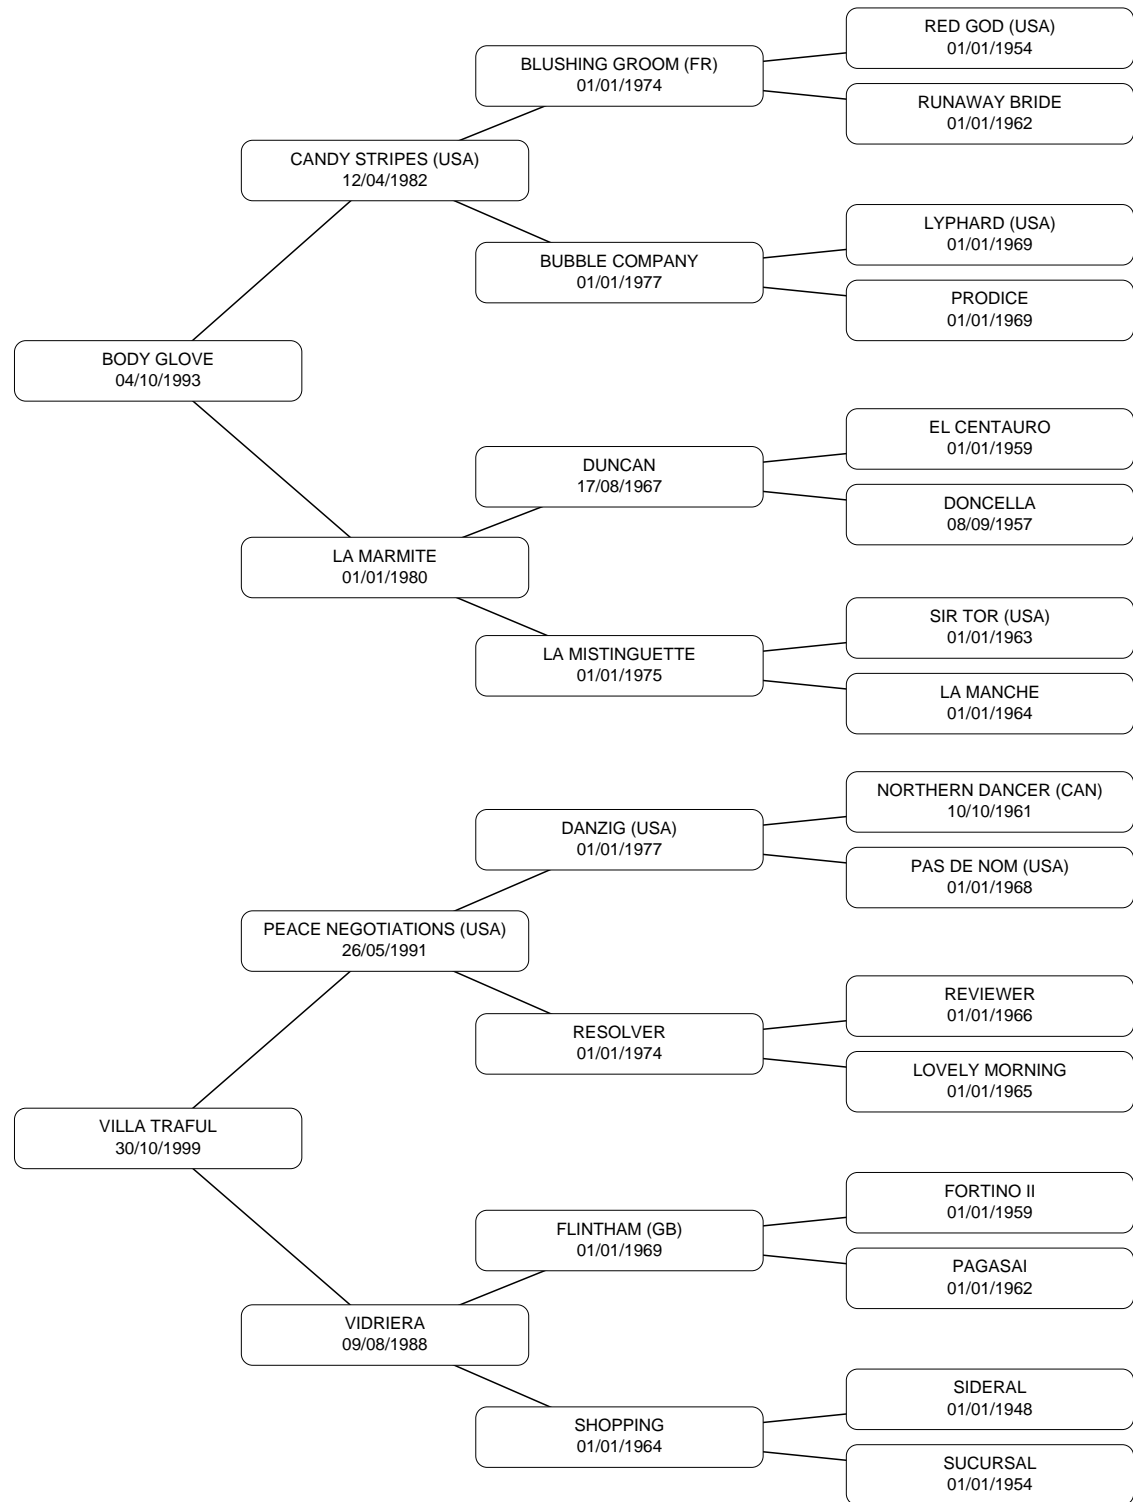 RED GOD (USA)
01/01/1954
BLUSHING GROOM (FR)
01/01/1974
RUNAWAY BRIDE
01/01/1962
CANDY STRIPES (USA)
12/04/1982
LYPHARD (USA)
01/01/1969
BUBBLE COMPANY
01/01/1977
PRODICE
01/01/1969
BODY GLOVE
04/10/1993
EL CENTAURO
01/01/1959
DUNCAN
17/08/1967
DONCELLA
08/09/1957
LA MARMITE
01/01/1980
SIR TOR (USA)
01/01/1963
LA MISTINGUETTE
01/01/1975
LA MANCHE
01/01/1964
NORTHERN DANCER (CAN)
10/10/1961
DANZIG (USA)
01/01/1977
PAS DE NOM (USA)
01/01/1968
PEACE NEGOTIATIONS (USA)
26/05/1991
REVIEWER
01/01/1966
RESOLVER
01/01/1974
LOVELY MORNING
01/01/1965
VILLA TRAFUL
30/10/1999
FORTINO II
01/01/1959
FLINTHAM (GB)
01/01/1969
PAGASAI
01/01/1962
VIDRIERA
09/08/1988
SIDERAL
01/01/1948
SHOPPING
01/01/1964
SUCURSAL
01/01/1954